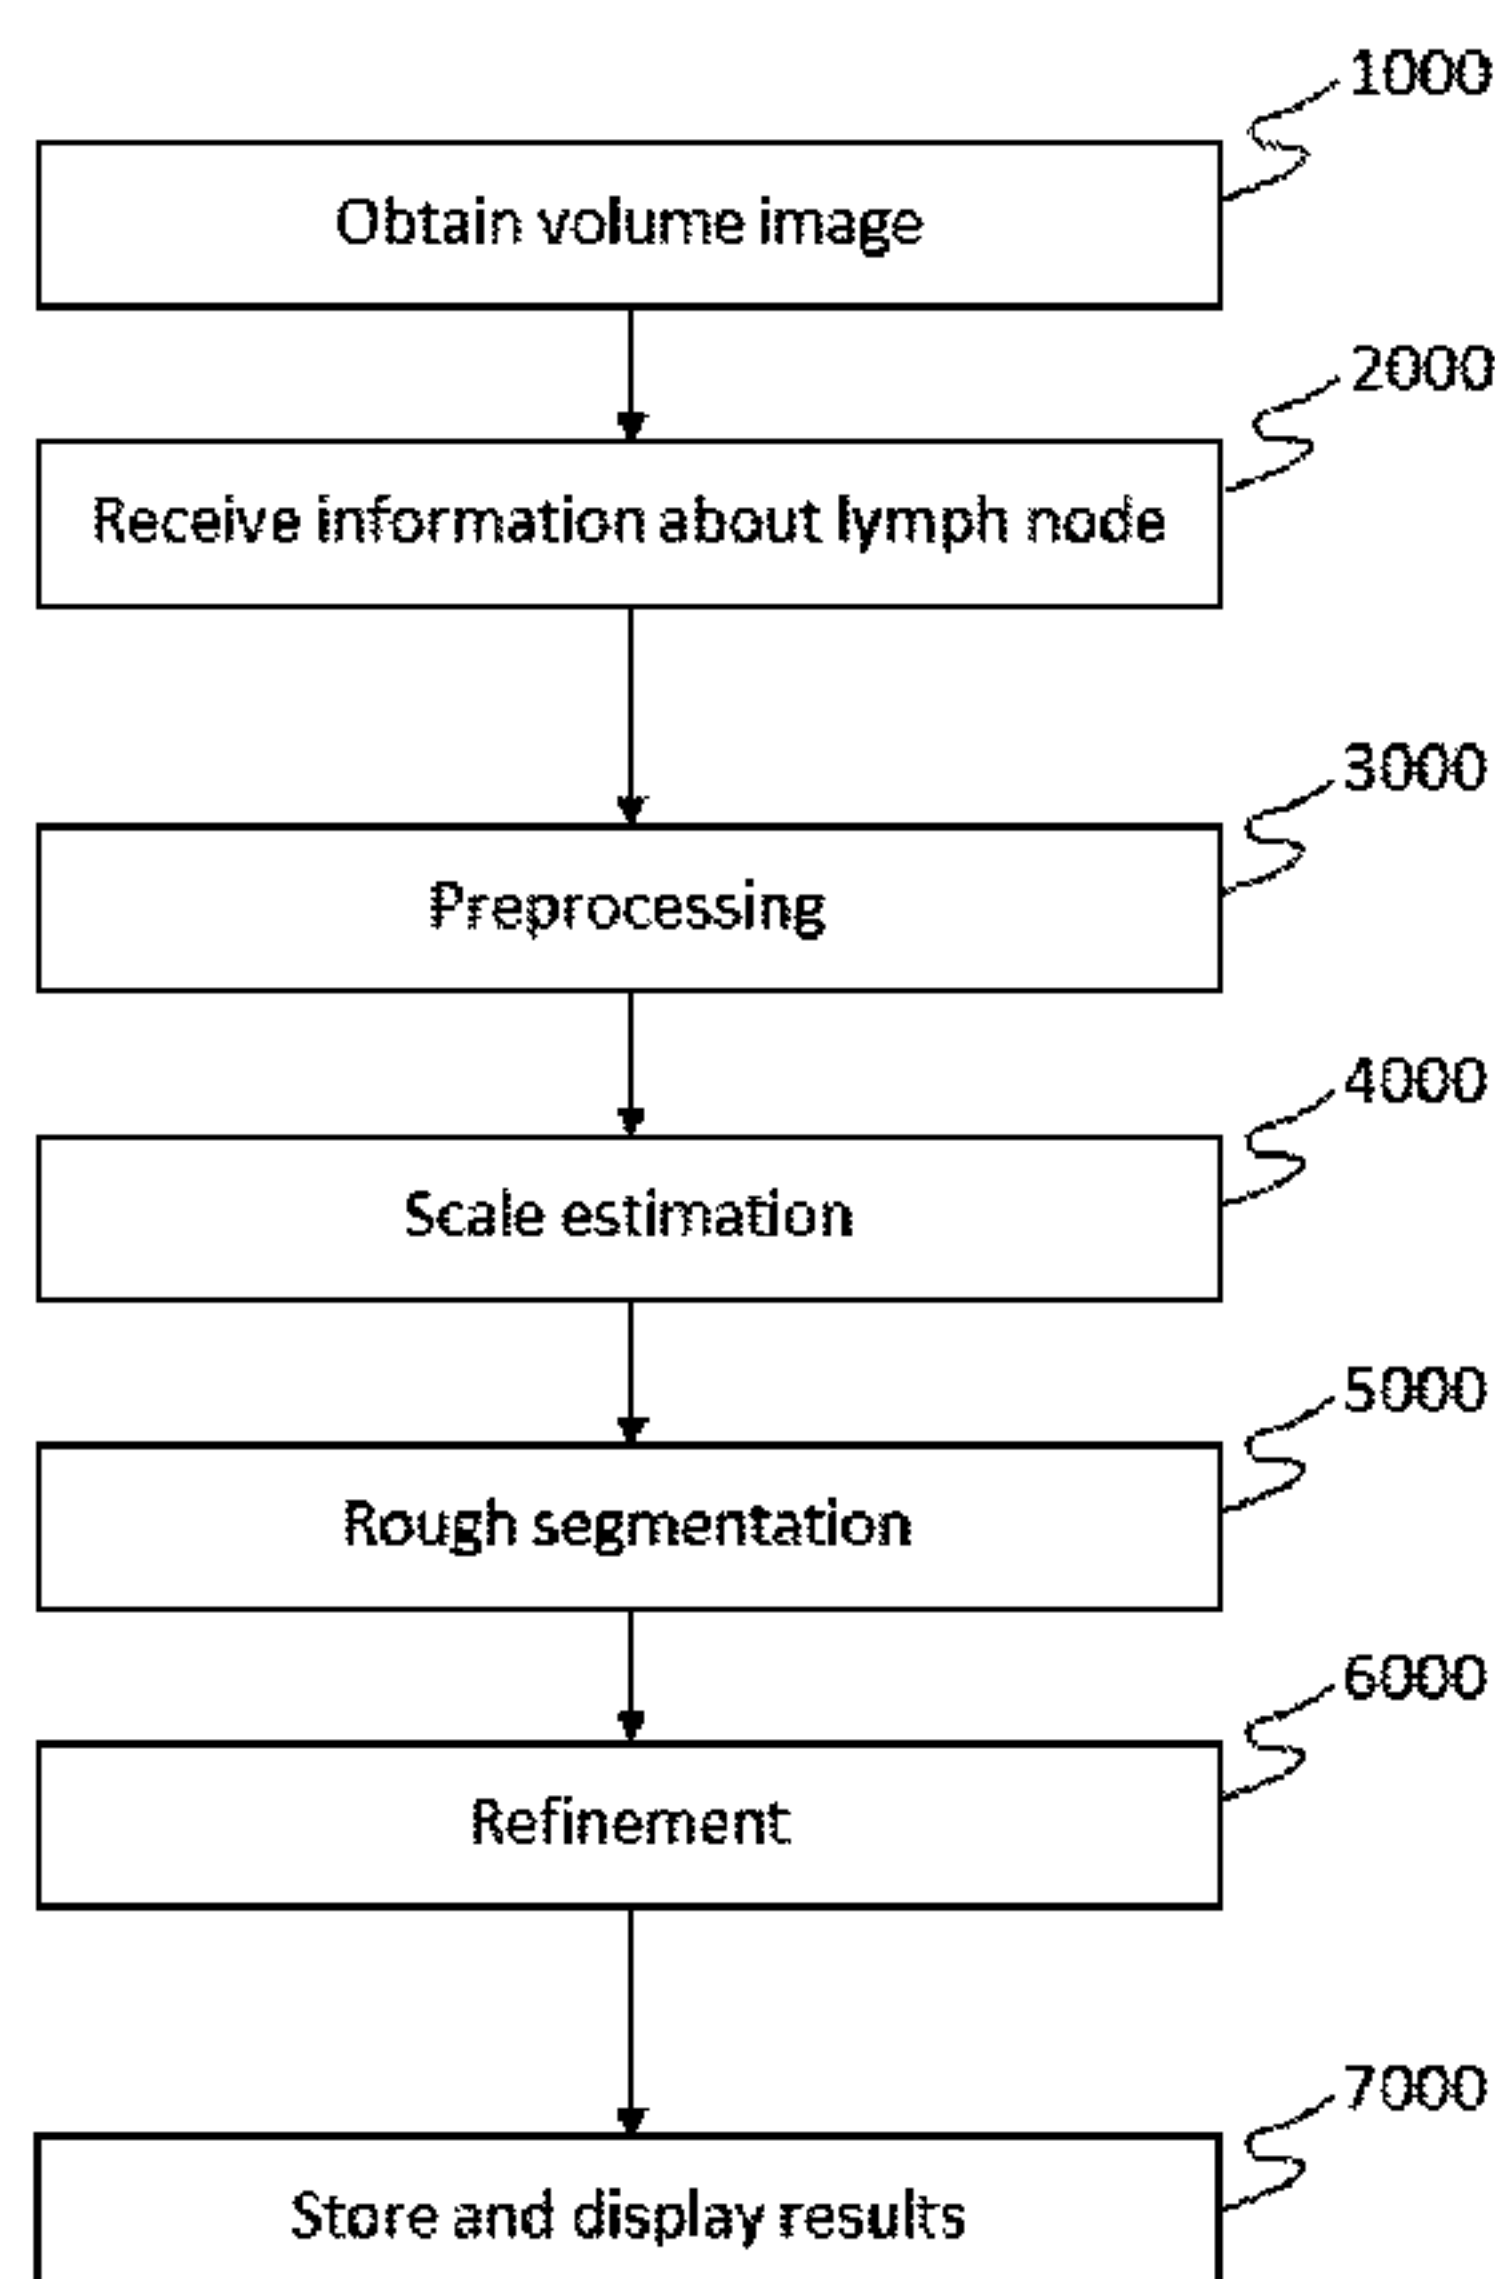 1000
Obtain volume image
2000
Receive information about lymph node
3000
Preprocessing
4000
Scale estimation
5000
Rough segmentation
6000
Refinement
7000
Store and display results